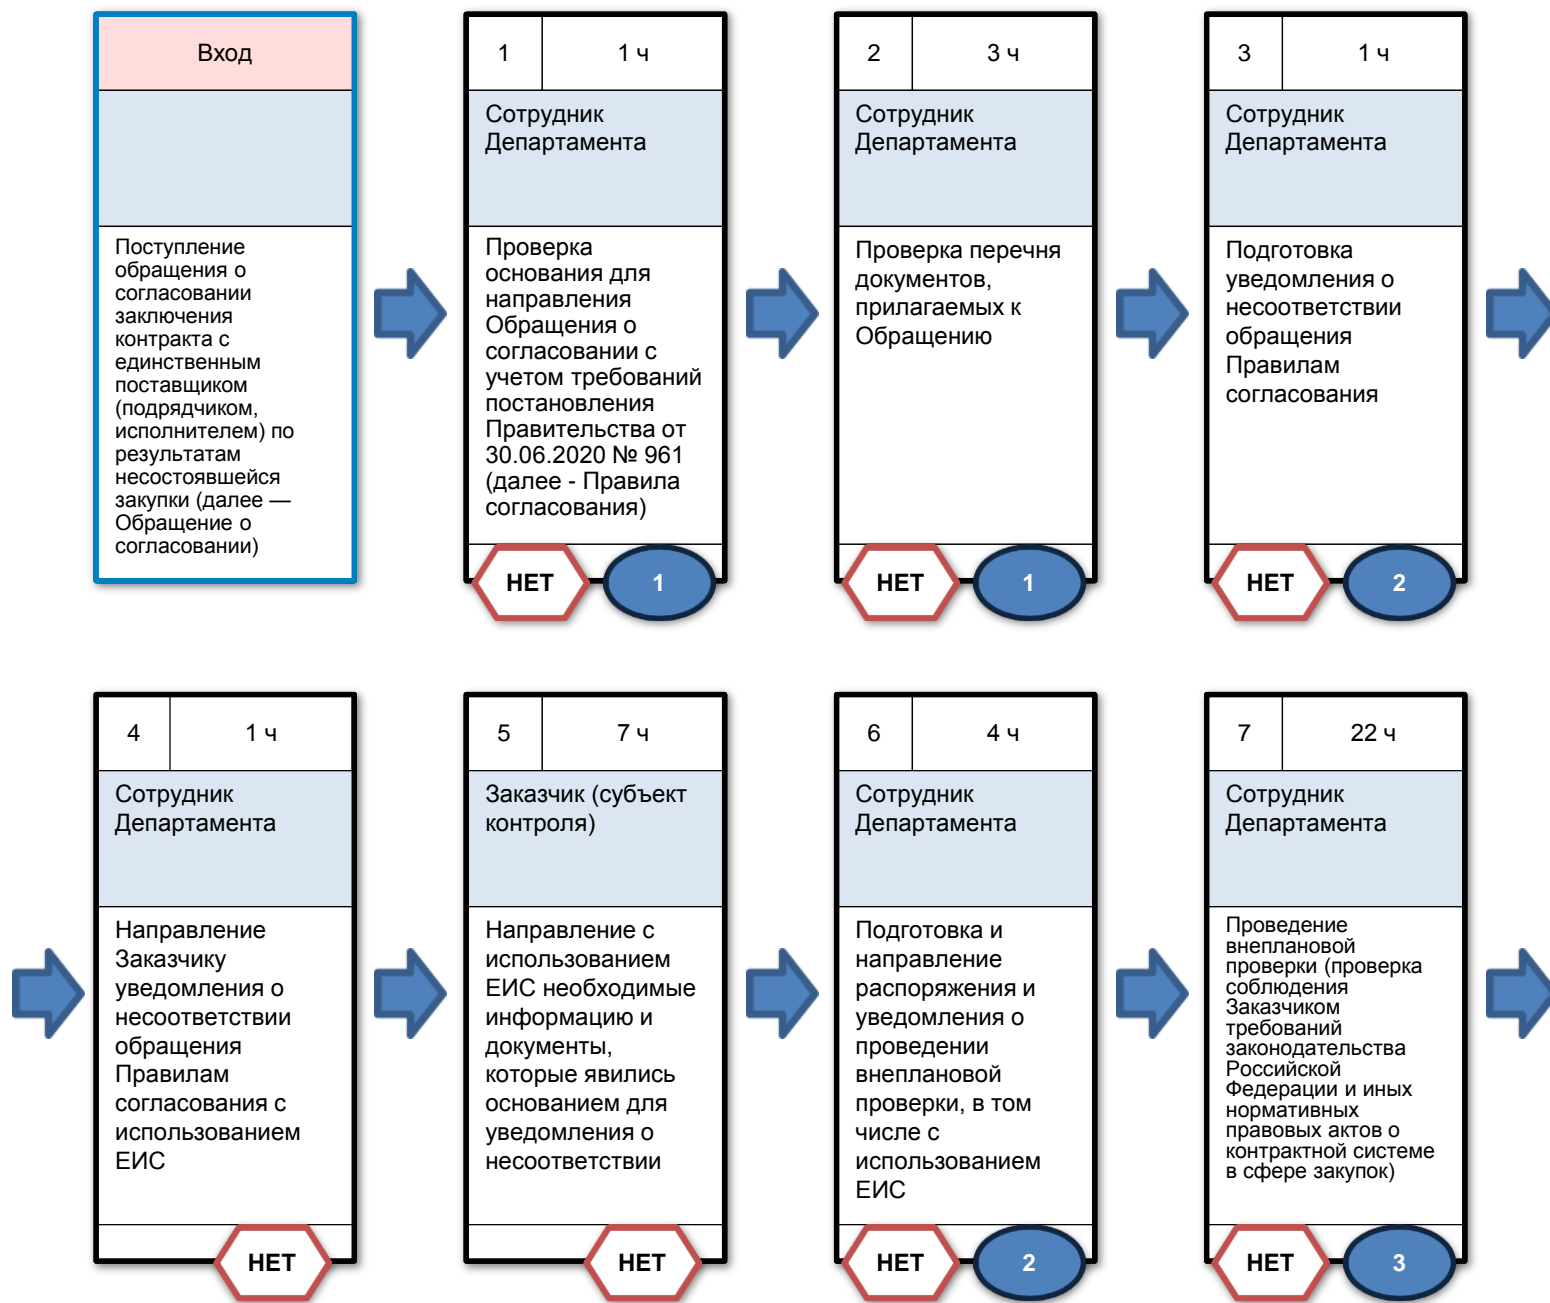 Вход
Поступление
обращения о
согласовании
заключения
контракта с
единственным
поставщиком
(подрядчиком,
исполнителем) по
результатам
несостоявшейся
закупки (далее —
Обращение о
согласовании)
1
1 ч
Сотрудник
Департамента
Проверка
основания для
направления
Обращения о
согласовании с
учетом требований
постановления
Правительства от
30.06.2020 № 961
(далее - Правила
согласования)
НЕТ
1
2
3 ч
Сотрудник
Департамента
Проверка перечня
документов,
прилагаемых к
Обращению
НЕТ
1
3
1 ч
Сотрудник
Департамента
Подготовка
уведомления о
несоответствии
обращения
Правилам
согласования
НЕТ
2
4
1 ч
Сотрудник
Департамента
Направление
Заказчику
уведомления о
несоответствии
обращения
Правилам
согласования с
использованием
ЕИС
НЕТ
5
7 ч
Заказчик (субъект
контроля)
Направление с
использованием
ЕИС необходимые
информацию и
документы,
которые явились
основанием для
уведомления о
несоответствии
НЕТ
6
4 ч
Сотрудник
Департамента
Подготовка и
направление
распоряжения и
уведомления о
проведении
внеплановой
проверки, в том
числе с
использованием
ЕИС
НЕТ
2
7
22 ч
Сотрудник
Департамента
Проведение
внеплановой
проверки (проверка
соблюдения
Заказчиком
требований
законодательства
Российской
Федерации и иных
нормативных
правовых актов о
контрактной системе
в сфере закупок)
НЕТ
3